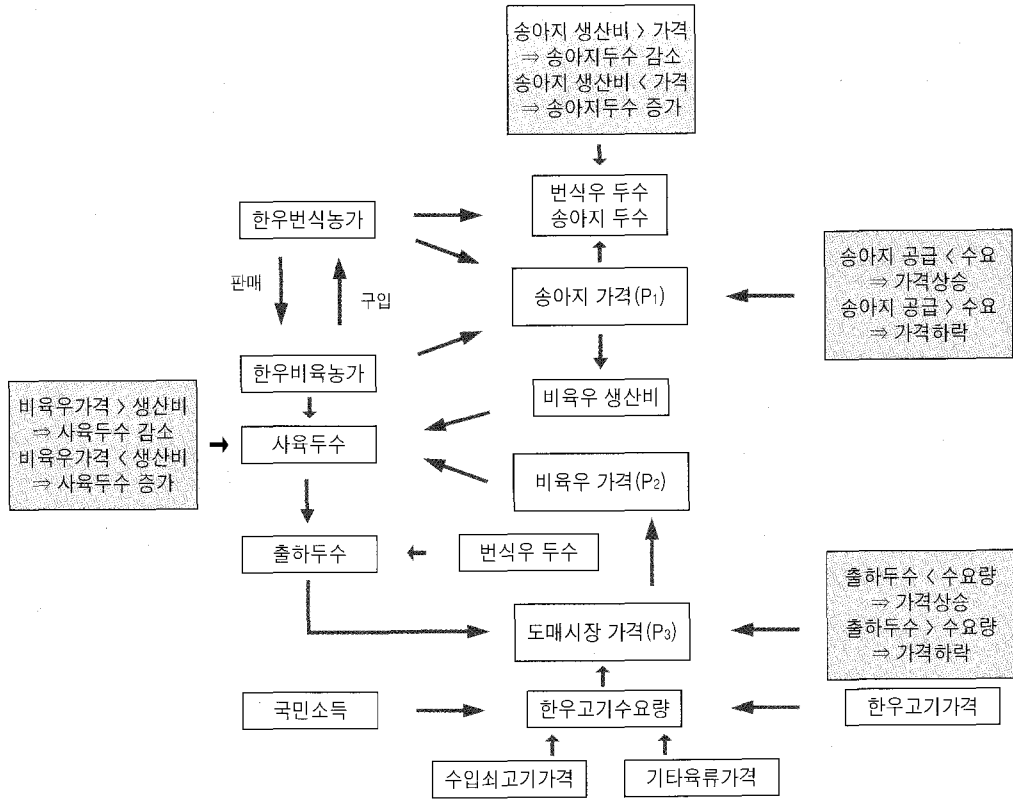 송아지 생산비 > 가격
⇒ 송아지두수 감소
송아지 생산비 < 가격
⇒ 송아지두수 증가
번식우 두수
송아지 두수
한우번식농가
판매
구입
송아지 가격(P₁)
송아지 공급 < 수요
⇒ 가격상승
송아지 공급 > 수요
⇒ 가격하락
한우비육농가
비육우 생산비
비육우가격 > 생산비
⇒ 사육두수 감소
비육우가격 < 생산비
⇒ 사육두수 증가
사육두수
비육우 가격(P₂)
출하두수
번식우 두수
출하두수 < 수요량
⇒ 가격상승
출하두수 > 수요량
⇒ 가격하락
도매시장 가격(P₃)
국민소득
한우고기수요량
한우고기가격
수입쇠고기가격
기타육류가격